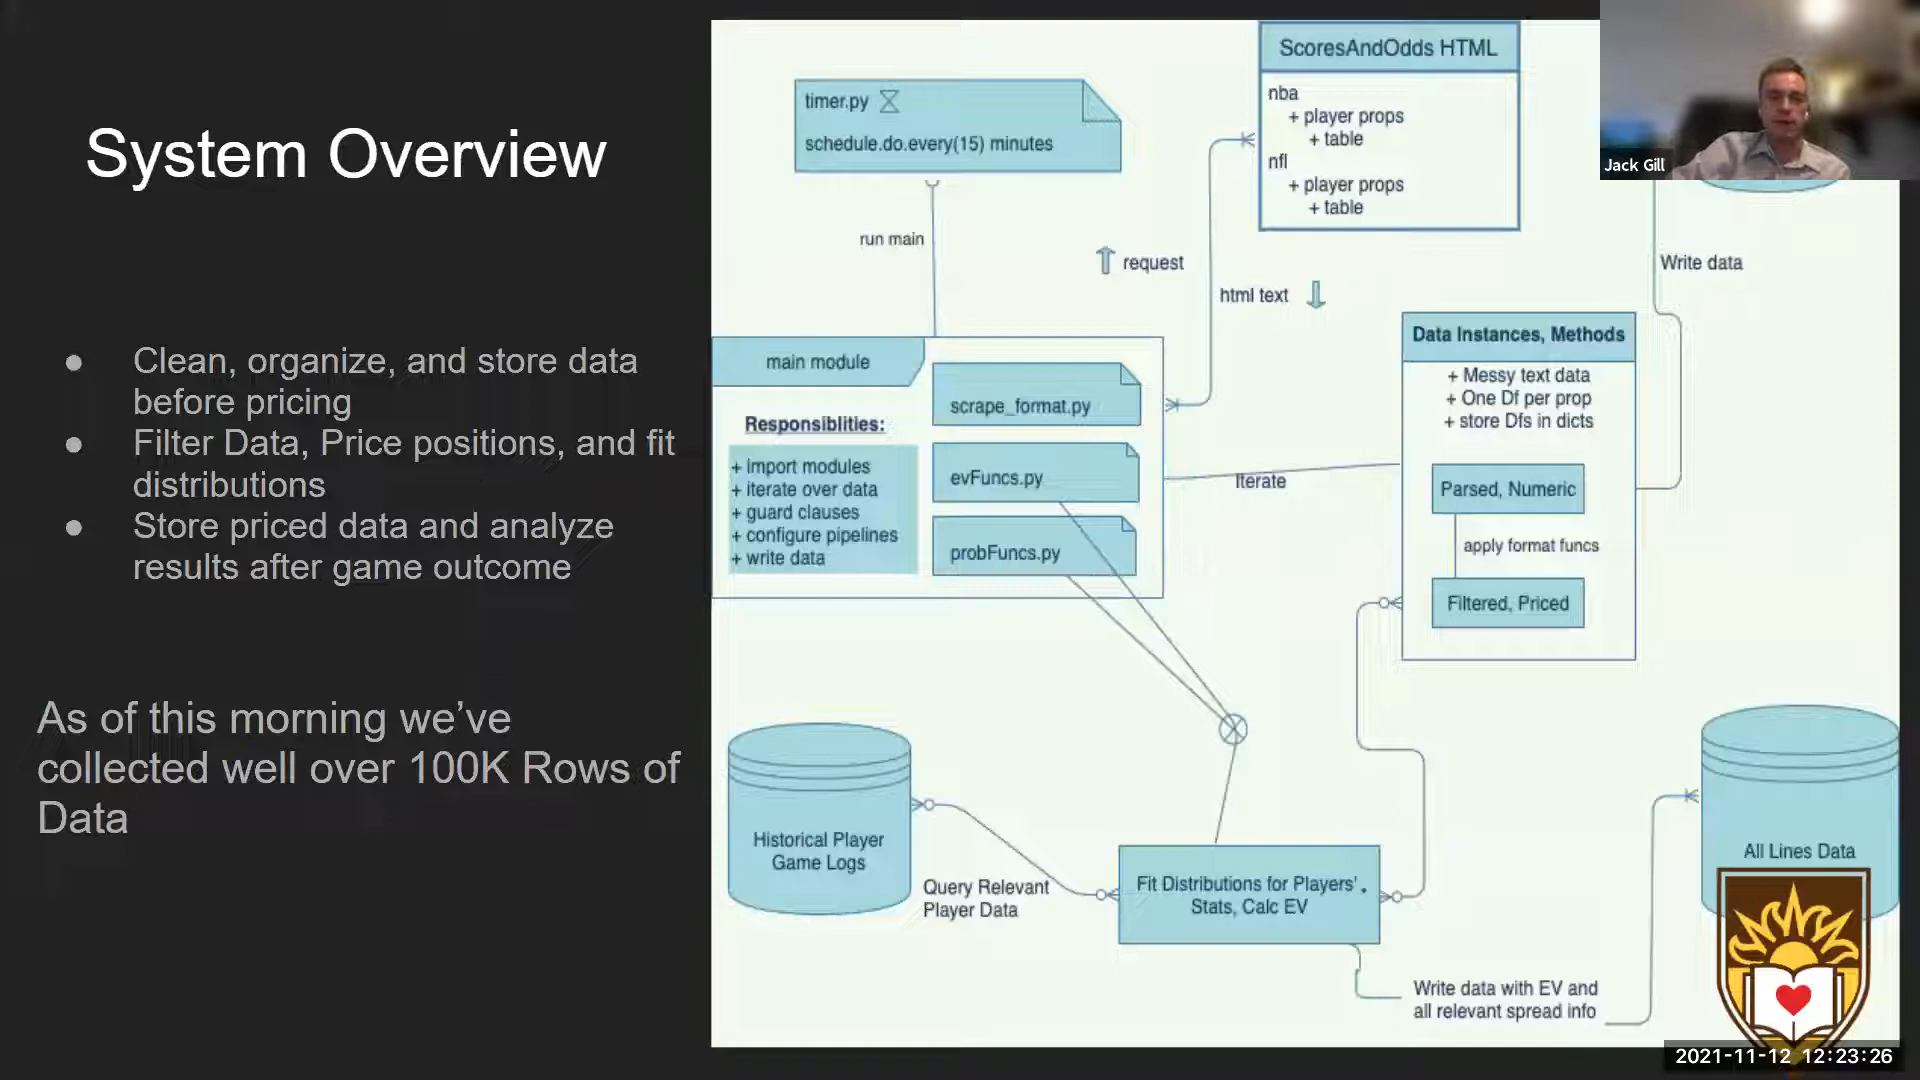 System Overview
● Clean, organize, and store data
before pricing
● Filter Data, Price positions, and fit
distributions
● Store priced data and analyze
results after game outcome
As of this morning we've
collected well over 100K Rows of
Data
timer.py
schedule.do.every(15) minutes
run main
ScoresAndOdds HTML
nba
+ player props
+ table
nfl
+ player props
+ table
request
html text
Jack Gill
Write data
main module
Responsiblities:
+ import modules
+ iterate over data
+ guard clauses
+ configure pipelines
+ write data
scrape_format.py
evFuncs.py
probFuncs.py
Iterate
Data Instances, Methods
+ Messy text data
+ One Df per prop
+ store Dfs in dicts
Parsed, Numeric
apply format funcs
Filtered, Priced
Historical Player
Game Logs
Query Relevant
Player Data
Fit Distributions for Players'.
Stats, Calc EV
Write data with EV and
all relevant spread info
All Lines Data
2021-11-12 12:23:26